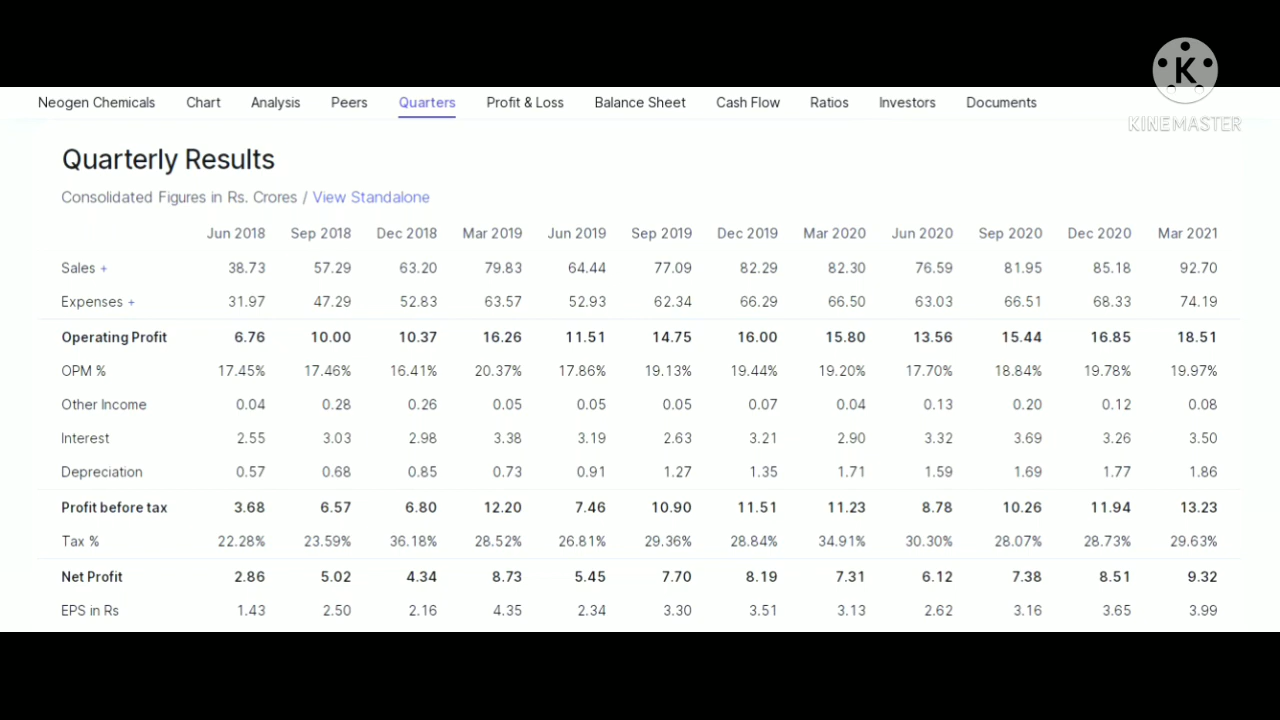 K
KINEMASTER
Neogen Chemicals Chart Analysis Peers Quarters Profit & Loss Balance Sheet Cash Flow Ratios Investors Documents
Quarterly Results
Consolidated Figures in Rs. Crores / View Standalone
Jun 2018 Sep 2018 Dec 2018 Mar 2019 Jun 2019 Sep 2019 Dec 2019 Mar 2020 Jun 2020 Sep 2020 Dec 2020 Mar 2021
Sales + 38.73 57.29 63.20 79.83 64.44 77.09 82.29 82.30 76.59 81.95 85.18 92.70
Expenses + 31.97 47.29 52.83 63.57 52.93 62.34 66.29 66.50 63.03 66.51 68.33 74.19
Operating Profit 6.76 10.00 10.37 16.26 11.51 14.75 16.00 15.80 13.56 15.44 16.85 18.51
OPM % 17.45% 17.46% 16.41% 20.37% 17.86% 19.13% 19.44% 19.20% 17.70% 18.84% 19.78% 19.97%
Other Income 0.04 0.28 0.26 0.05 0.05 0.05 0.07 0.04 0.13 0.20 0.12 0.08
Interest 2.55 3.03 2.98 3.38 3.19 2.63 3.21 2.90 3.32 3.69 3.26 3.50
Depreciation 0.57 0.68 0.85 0.73 0.91 1.27 1.35 1.71 1.59 1.69 1.77 1.86
Profit before tax 3.68 6.57 6.80 12.20 7.46 10.90 11.51 11.23 8.78 10.26 11.94 13.23
Tax % 22.28% 23.59% 36.18% 28.52% 26.81% 29.36% 28.84% 34.91% 30.30% 28.07% 28.73% 29.63%
Net Profit 2.86 5.02 4.34 8.73 5.45 7.70 8.19 7.31 6.12 7.38 8.51 9.32
EPS in Rs 1.43 2.50 2.16 4.35 2.34 3.30 3.51 3.13 2.62 3.16 3.65 3.99